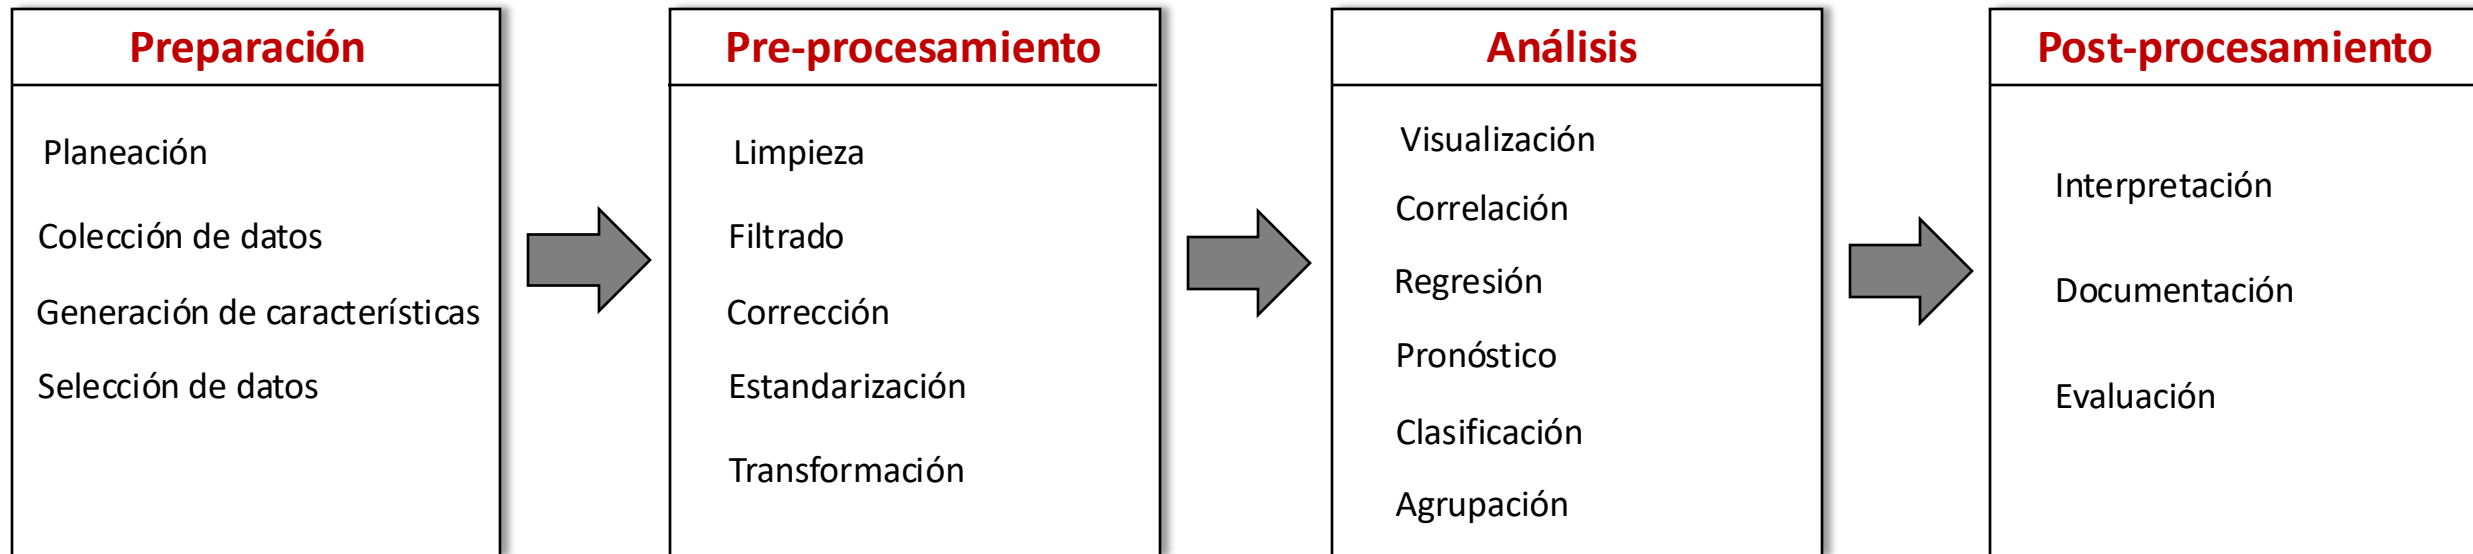 Preparación
Planeación
Colección de datos
Generación de características
Selección de datos
Pre-procesamiento
Limpieza
Filtrado
Corrección
Estandarización
Transformación
Análisis
Visualización
Correlación
Regresión
Pronóstico
Clasificación
Agrupación
Post-procesamiento
Interpretación
Documentación
Evaluación